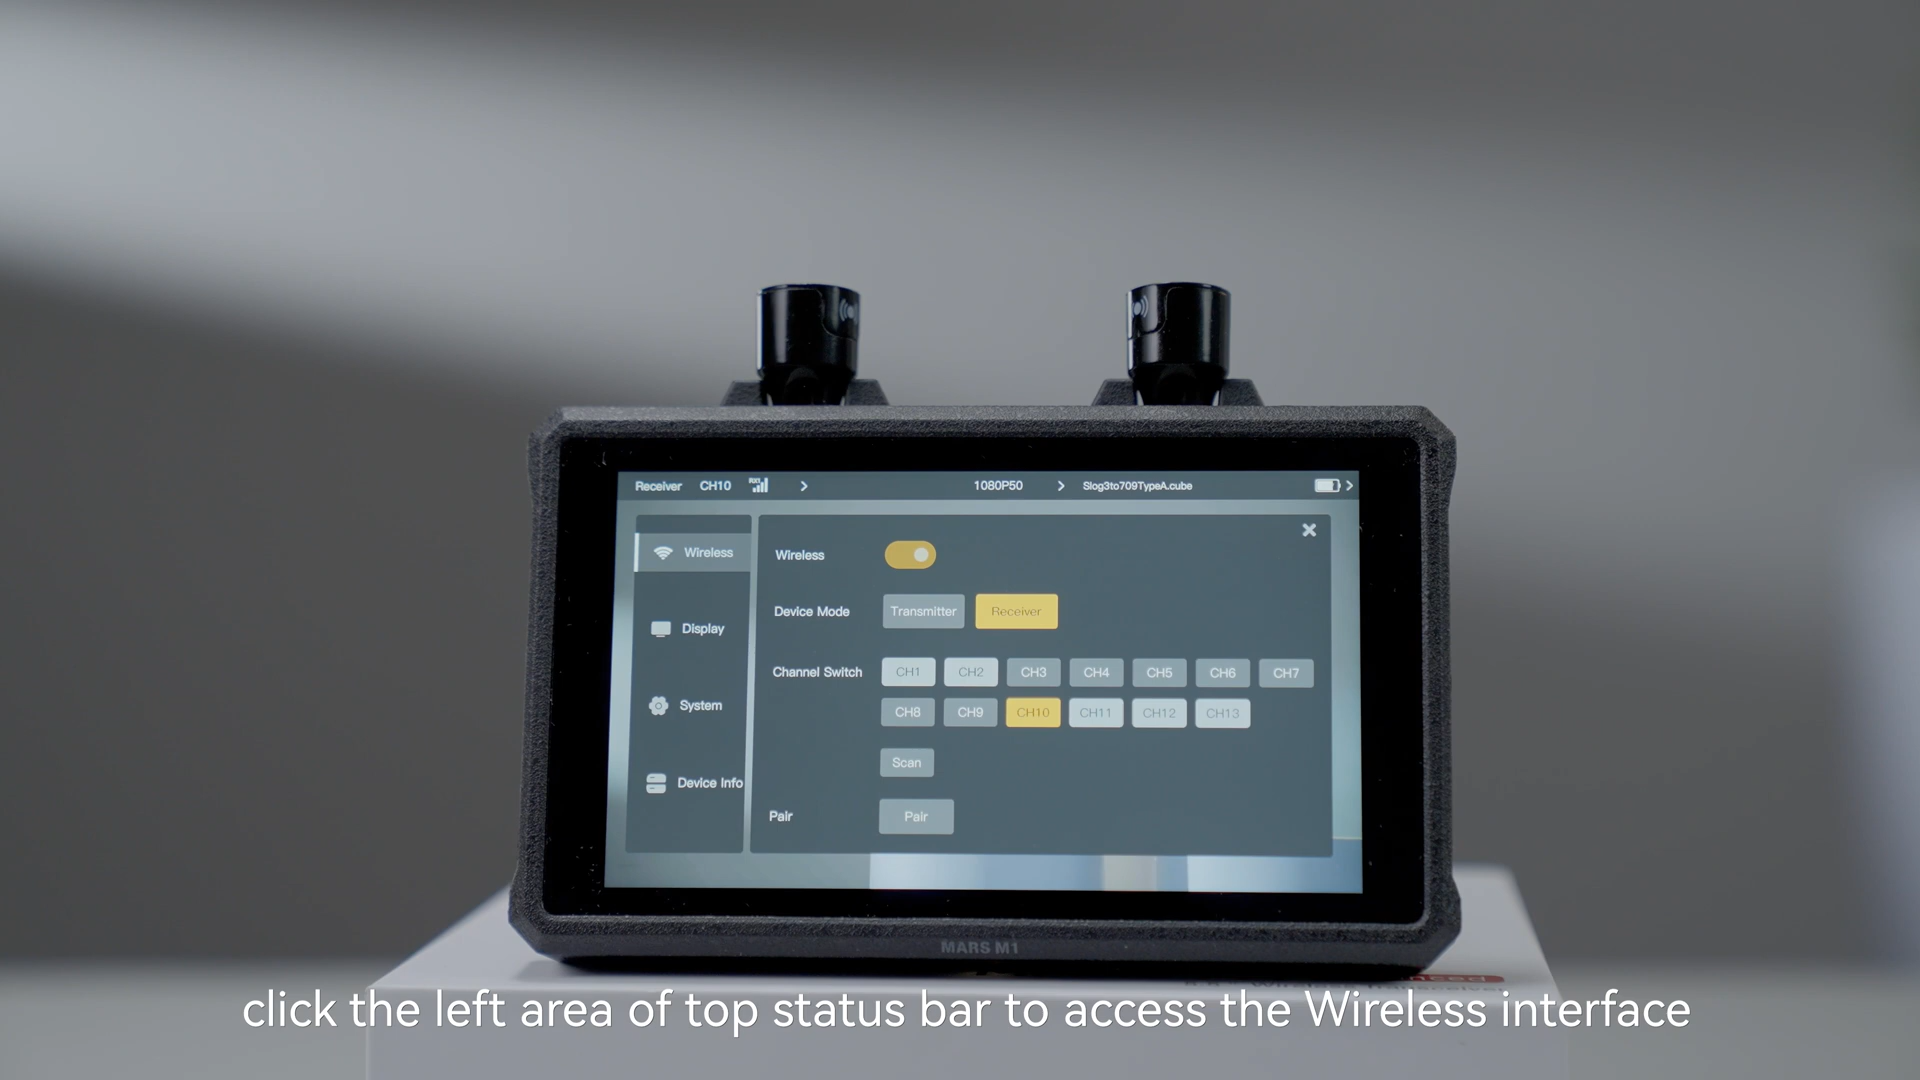 Receiver CH10 1080P50 Slog3to709TypeA.cube
Wireless
Display
System
Device Info
Wireless
Device Mode Transmitter Receiver
Channel Switch CH1 CH2 CH3 CH4 CH5 CH6 CH7
CH8 CH9 CH10 CH11 CH12 CH13
Scan
Pair Pair
MARS M1
click the left area of top status bar to access the Wireless interface